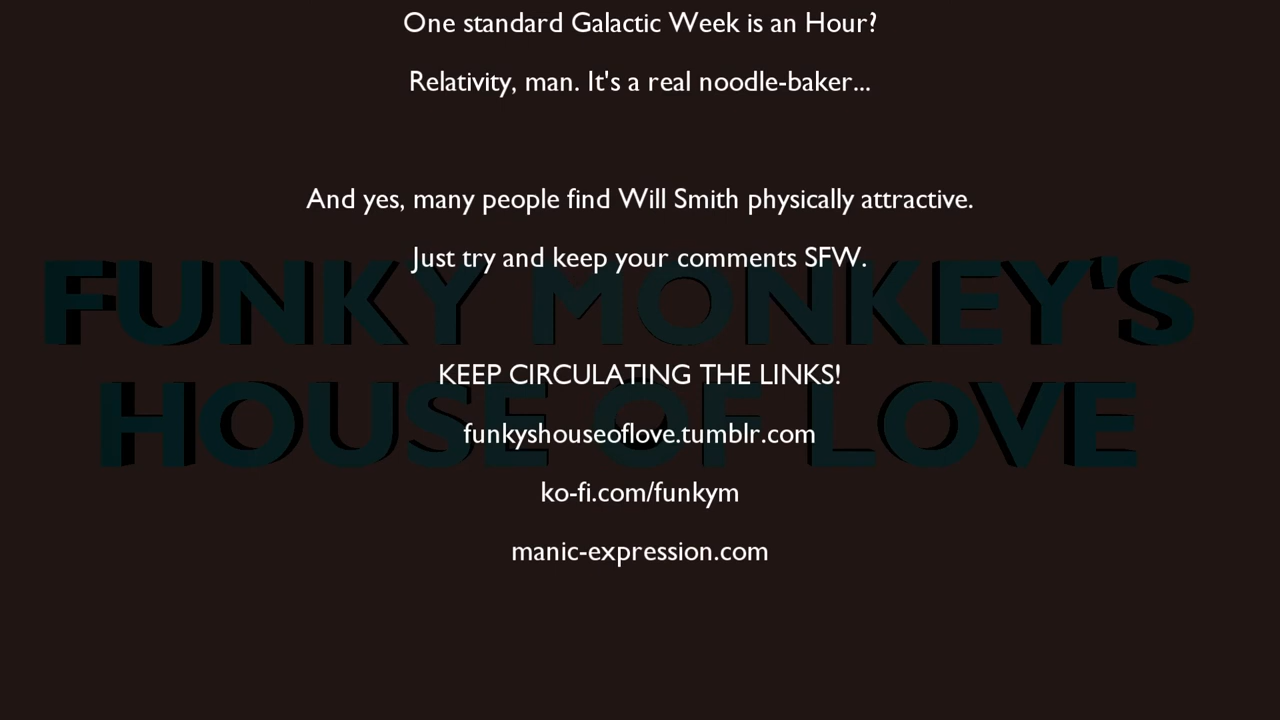 One standard Galactic Week is an Hour?
Relativity, man. It's a real noodle-baker...
And yes, many people find Will Smith physically attractive.
Just try and keep your comments SFW.
FUNKY MONKEY'S
HOUSE OF LOVE
KEEP CIRCULATING THE LINKS!
funkyshouseoflove.tumblr.com
ko-fi.com/funkym
manic-expression.com